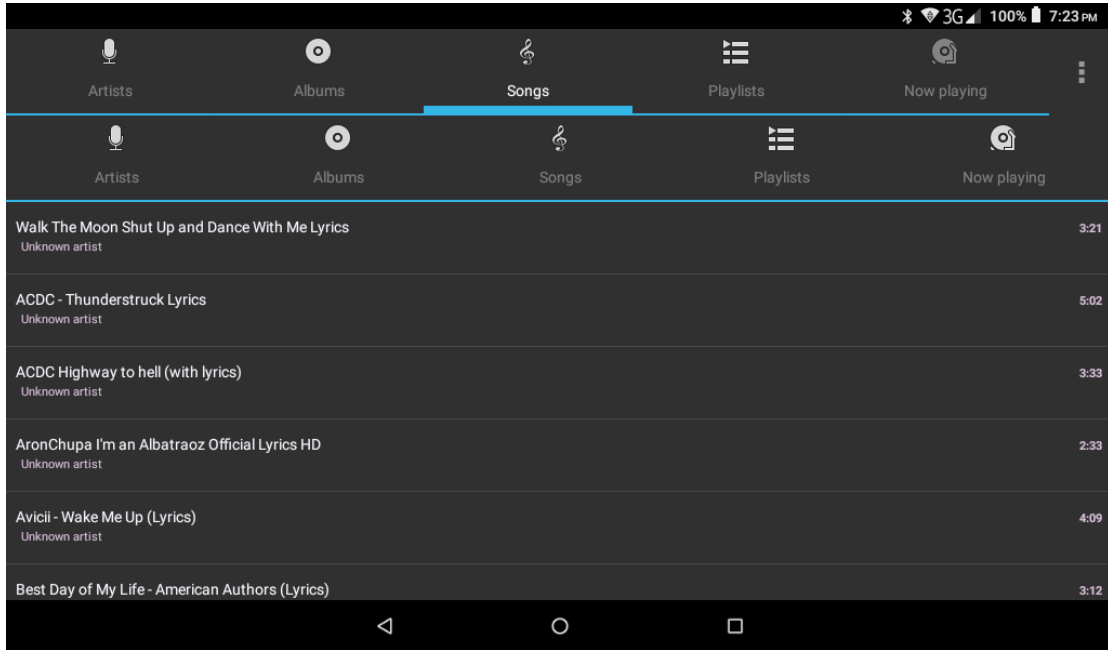 3G 100% 7:23 PM
Artists Albums Songs Playlists Now playing
Artists Albums Songs Playlists Now playing
Walk The Moon Shut Up and Dance With Me Lyrics 3:21
Unknown artist
ACDC - Thunderstruck Lyrics 5:02
Unknown artist
ACDC Highway to hell (with lyrics) 3:33
Unknown artist
AronChupa I'm an Albatraoz Official Lyrics HD 2:33
Unknown artist
Avicii - Wake Me Up (Lyrics) 4:09
Unknown artist
Best Day of My Life - American Authors (Lyrics) 3:12